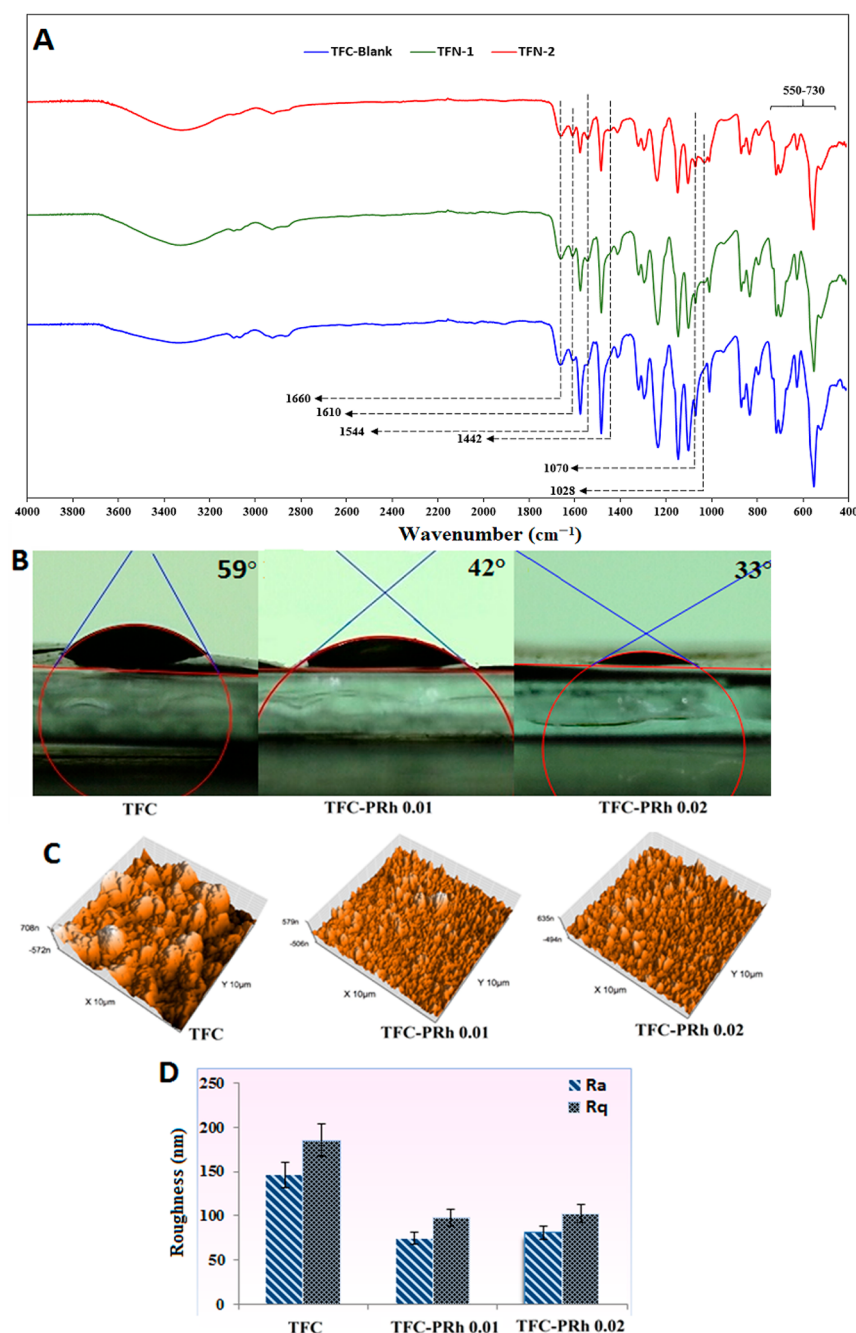 A
TFC-Blank TFN-1 TFN-2
550-730
1660
1610
1544
1442
1070
1028
4000 3800 3600 3400 3200 3000 2800 2600 2400 2200 2000 1800 1600 1400 1200 1000 800 600 400
Wavenumber (cm⁻¹)
B
59° 42° 33°
TFC TFC-PRh 0.01 TFC-PRh 0.02
C
708n
-572n
X 10µm
Y 10µm
TFC
579n
-506n
X 10µm
Y 10µm
TFC-PRh 0.01
635n
-494n
X 10µm
Y 10µm
TFC-PRh 0.02
D
Ra
Rq
Roughness (nm)
250
200
150
100
50
0
TFC TFC-PRh 0.01 TFC-PRh 0.02